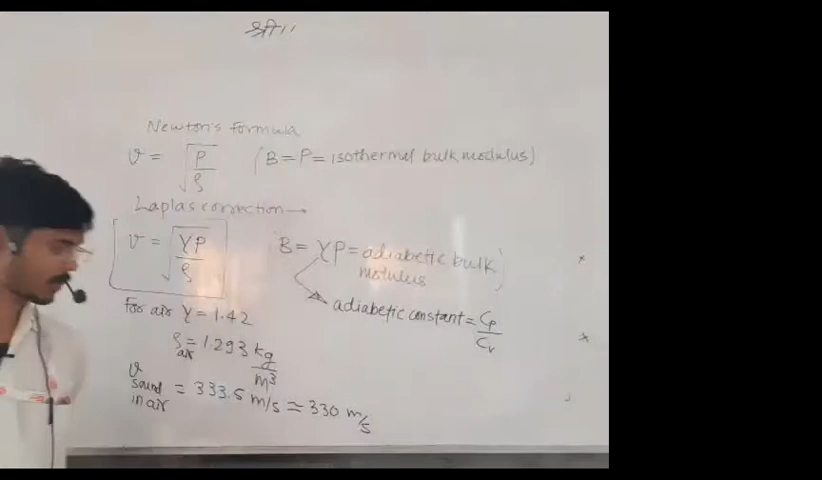 श्री ।।
Newton's Formula
v = √P/ρ (B = P = isothermal bulk modulus)
Laplas correction →
v = √γP/ρ B = γP = adiabetic bulk modulus)
adiabetic constant = Cp/Cv
for air γ = 1.42
ρ air = 1.293 kg/m³
v sound in air = 333.5 m/s ≈ 330 m/s